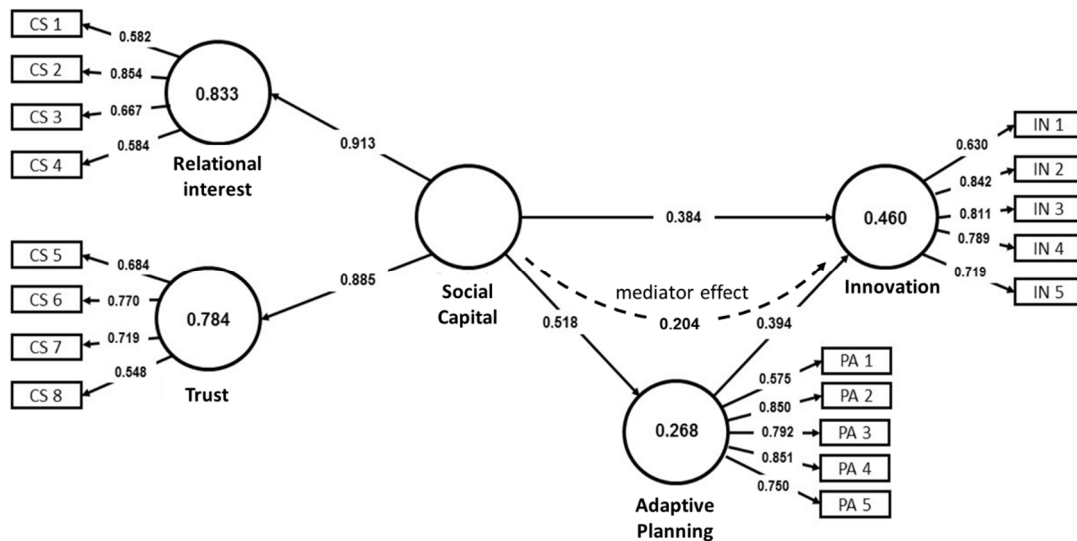 CS 1
0.582
CS 2
0.854
CS 3
0.667
CS 4
0.584
0.833
Relational
interest
0.913
CS 5
0.684
CS 6
0.770
CS 7
0.719
CS 8
0.548
0.784
Trust
0.885
Social
Capital
0.384
mediator effect
0.204
0.518
0.394
0.460
Innovation
IN 1
0.630
IN 2
0.842
IN 3
0.811
IN 4
0.789
IN 5
0.719
0.268
Adaptive
Planning
PA 1
0.575
PA 2
0.850
PA 3
0.792
PA 4
0.851
PA 5
0.750